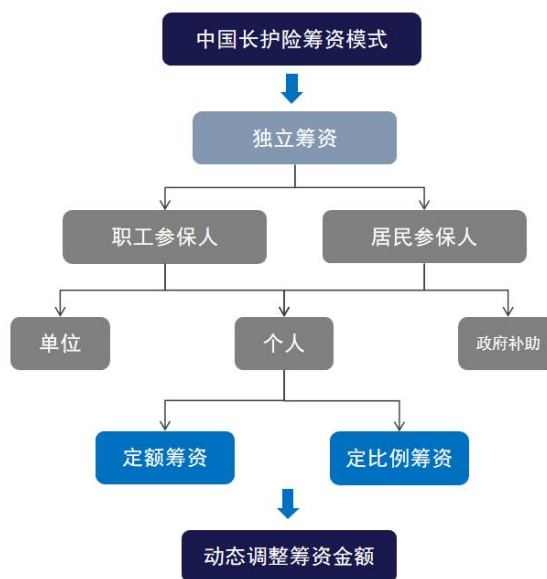 中国长护险筹资模式
独立筹资
职工参保人
居民参保人
单位
个人
政府补助
定额筹资
定比例筹资
动态调整筹资金额